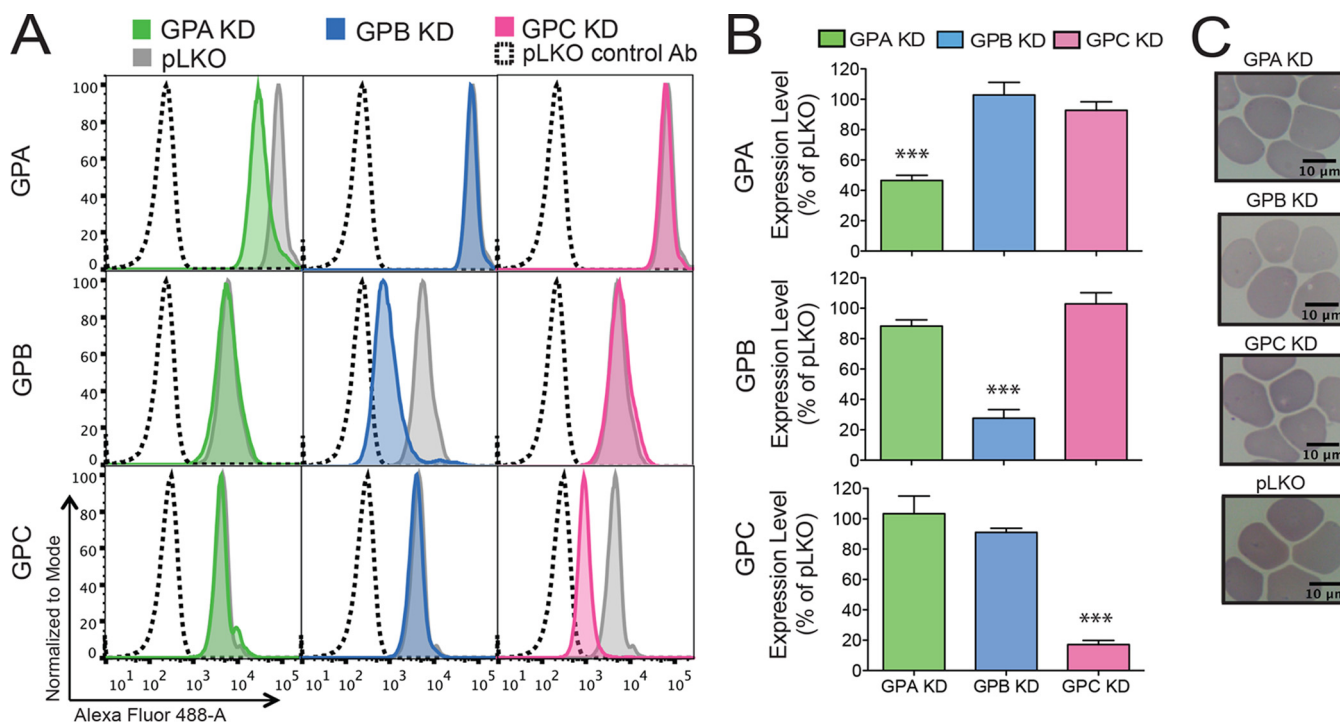 A
GPA KD
GPB KD
GPC KD
pLKO
pLKO control Ab
GPA
100
80
60
40
20
0
GPB
100
80
60
40
20
0
GPC
100
80
60
40
20
0
Normalized to Mode
10¹ 10² 10³ 10⁴ 10⁵
10¹ 10² 10³ 10⁴ 10⁵
10¹ 10² 10³ 10⁴ 10⁵
Alexa Fluor 488-A
B
GPA KD
GPB KD
GPC KD
GPA
Expression Level
(% of pLKO)
120
100
80
60
40
20
0
***
GPB
Expression Level
(% of pLKO)
120
100
80
60
40
20
0
***
GPC
Expression Level
(% of pLKO)
120
100
80
60
40
20
0
***
GPA KD
GPB KD
GPC KD
C
GPA KD
10 µm
GPB KD
10 µm
GPC KD
10 µm
pLKO
10 µm